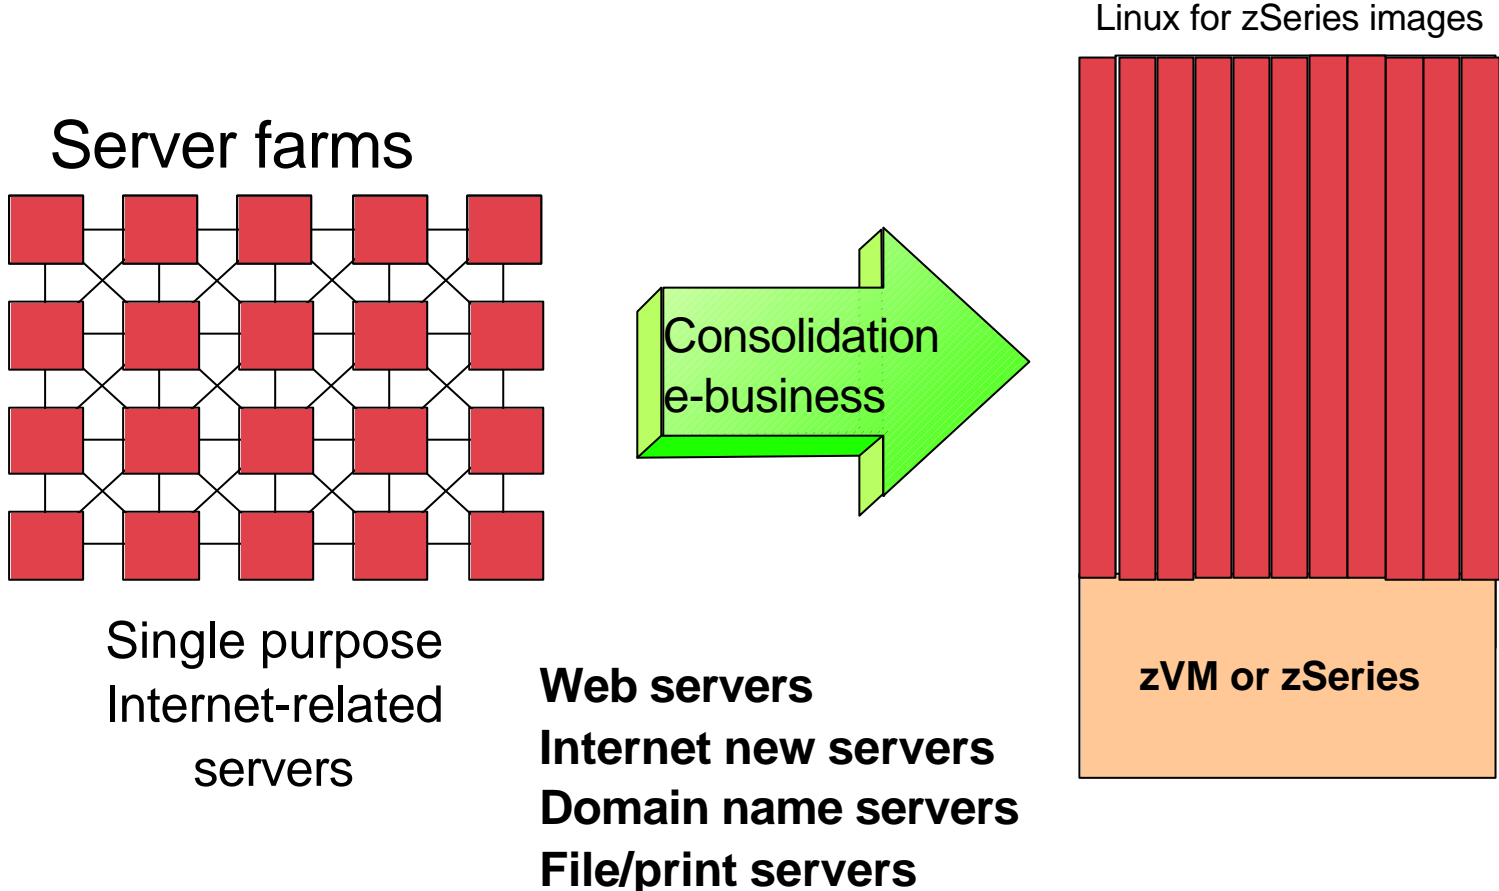 Linux for zSeries images
Server farms
Consolidation
e-business
Single purpose
Internet-related
servers
Web servers
Internet new servers
Domain name servers
File/print servers
zVM or zSeries